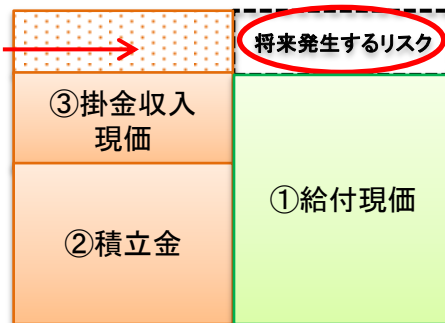 将来発生するリスク
③掛金収入
現価
①給付現価
②積立金